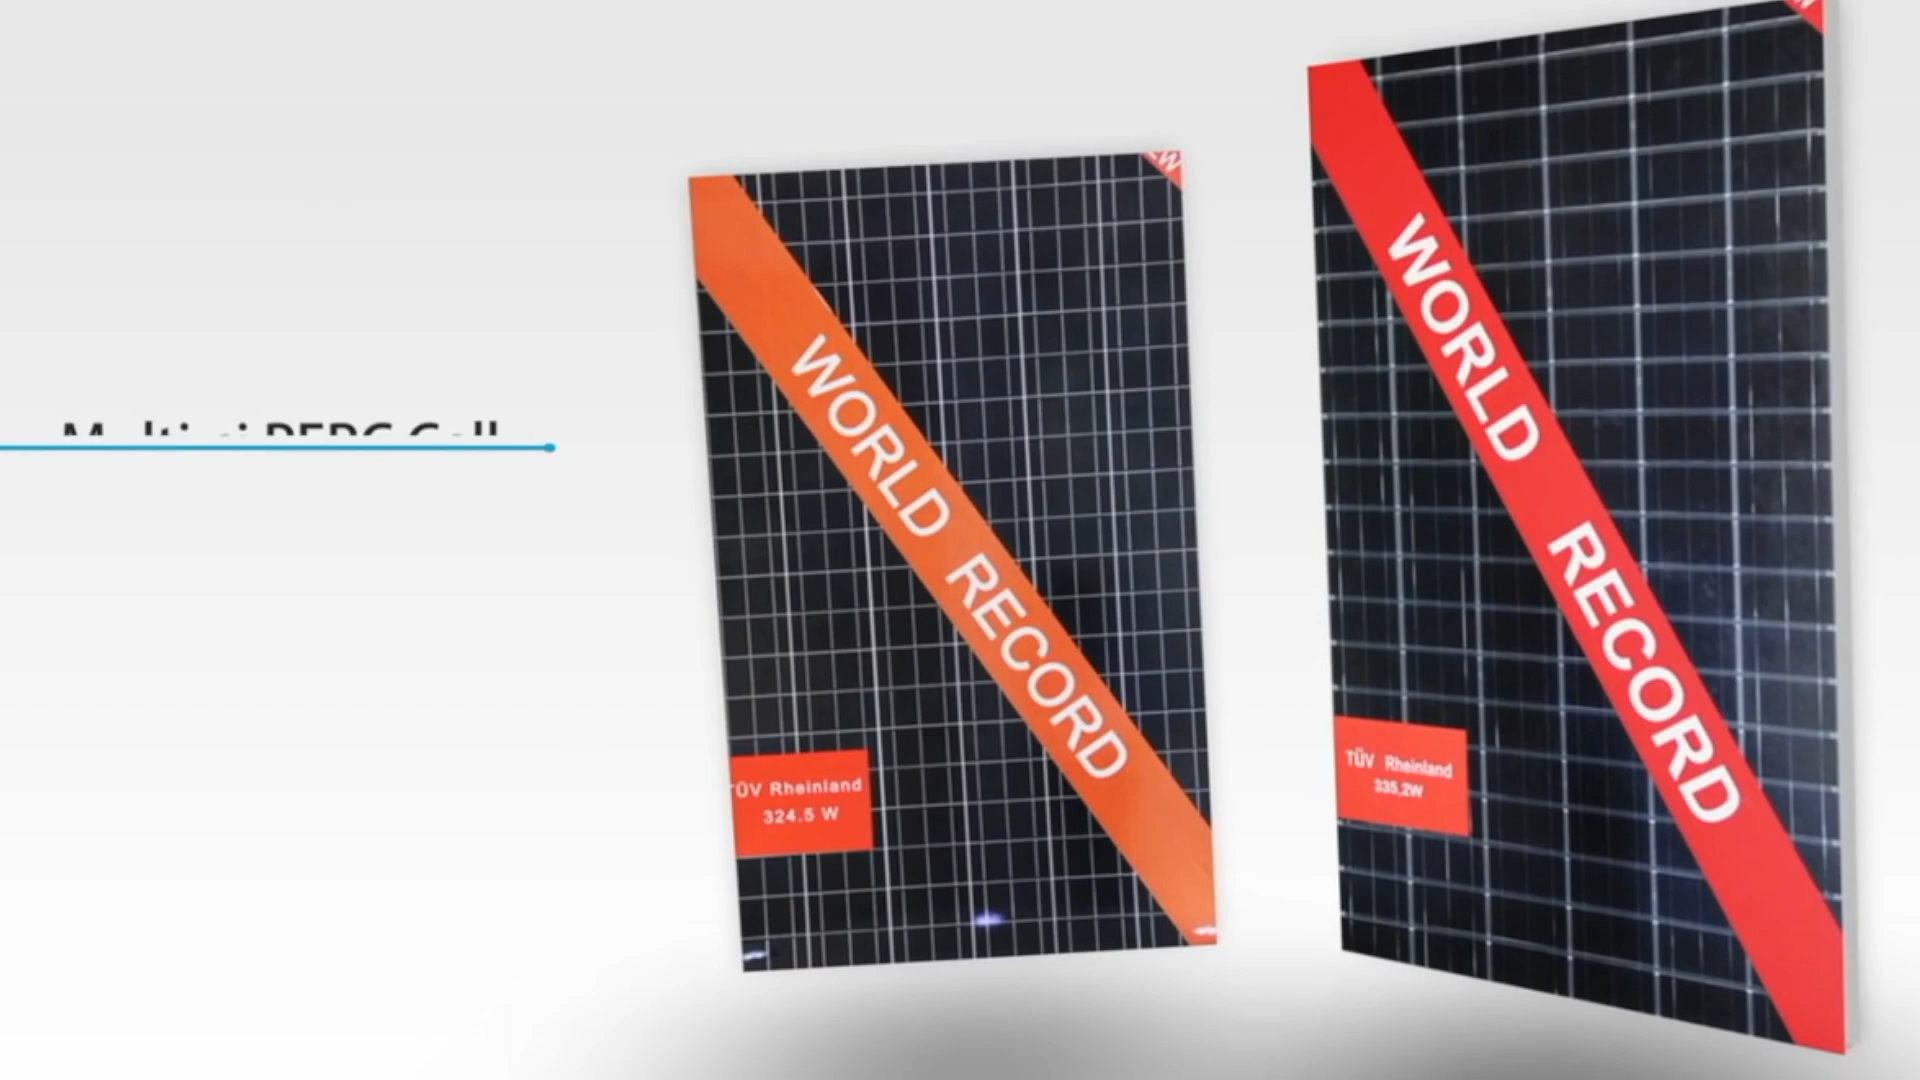 WORLD RECORD
TÜV Rheinland
324.5 W
WORLD RECORD
TÜV Rheinland
335.2W